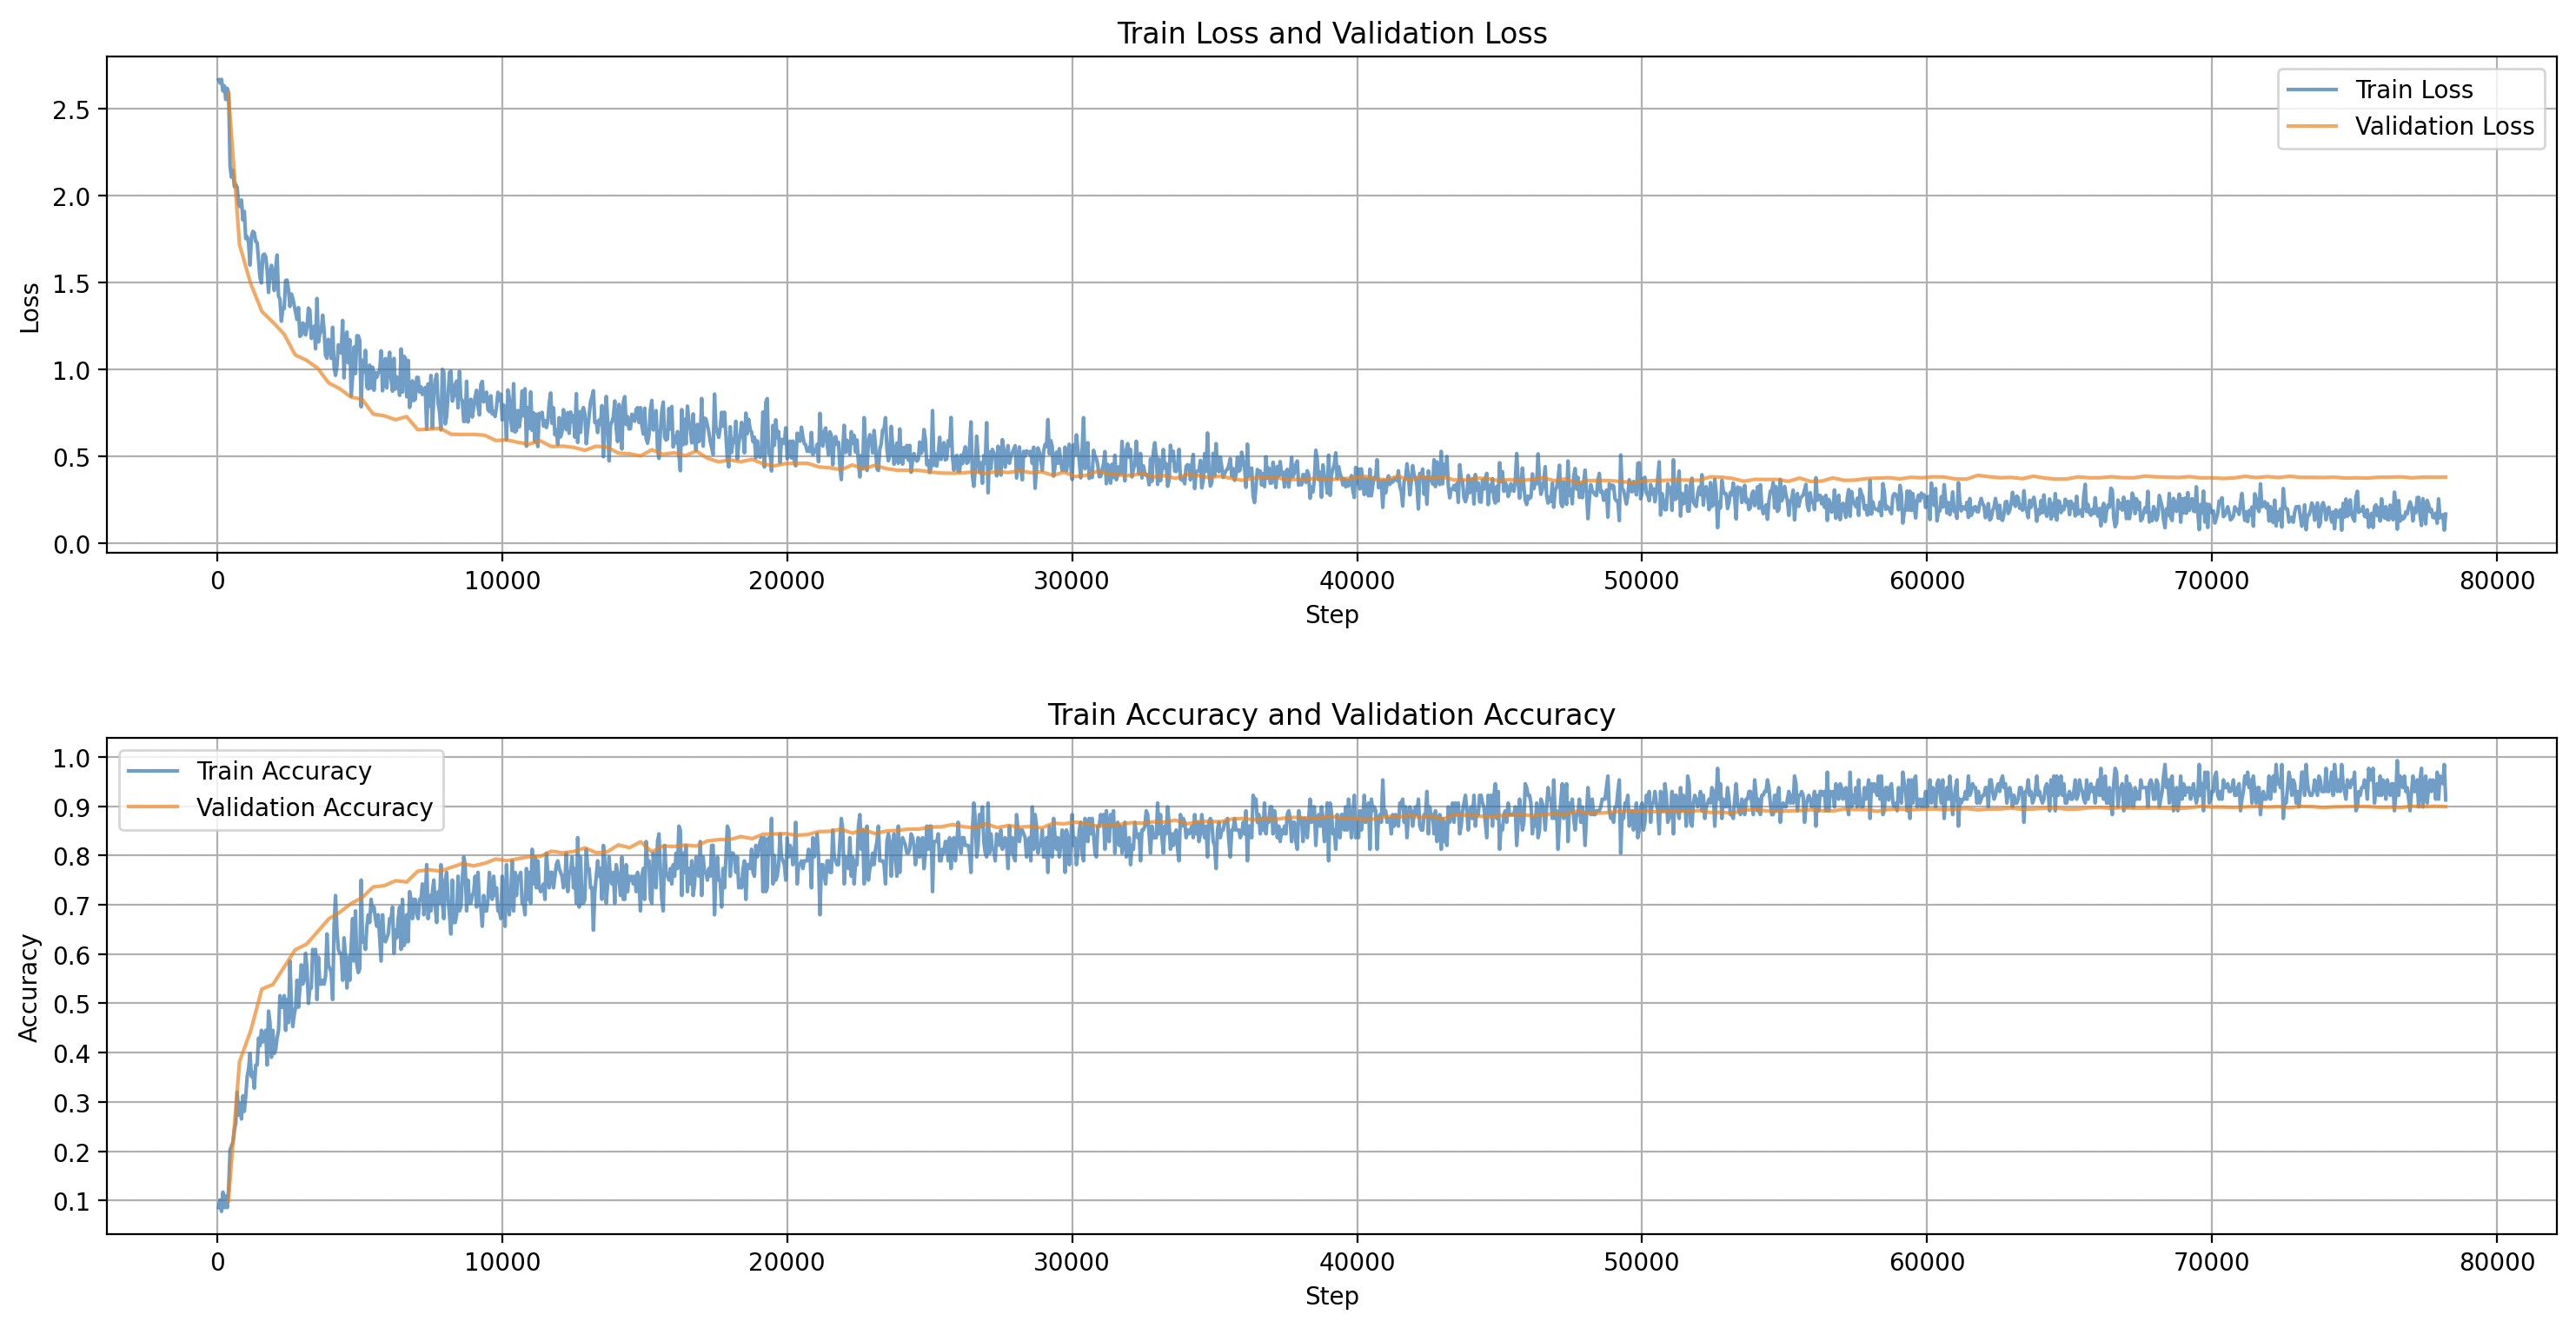 Train Loss and Validation Loss
Train Loss
Validation Loss
2.5
2.0
1.5
1.0
0.5
0.0
Loss
0 10000 20000 30000 40000 50000 60000 70000 80000
Step
Train Accuracy and Validation Accuracy
Train Accuracy
Validation Accuracy
1.0
0.9
0.8
0.7
0.6
0.5
0.4
0.3
0.2
0.1
Accuracy
0 10000 20000 30000 40000 50000 60000 70000 80000
Step